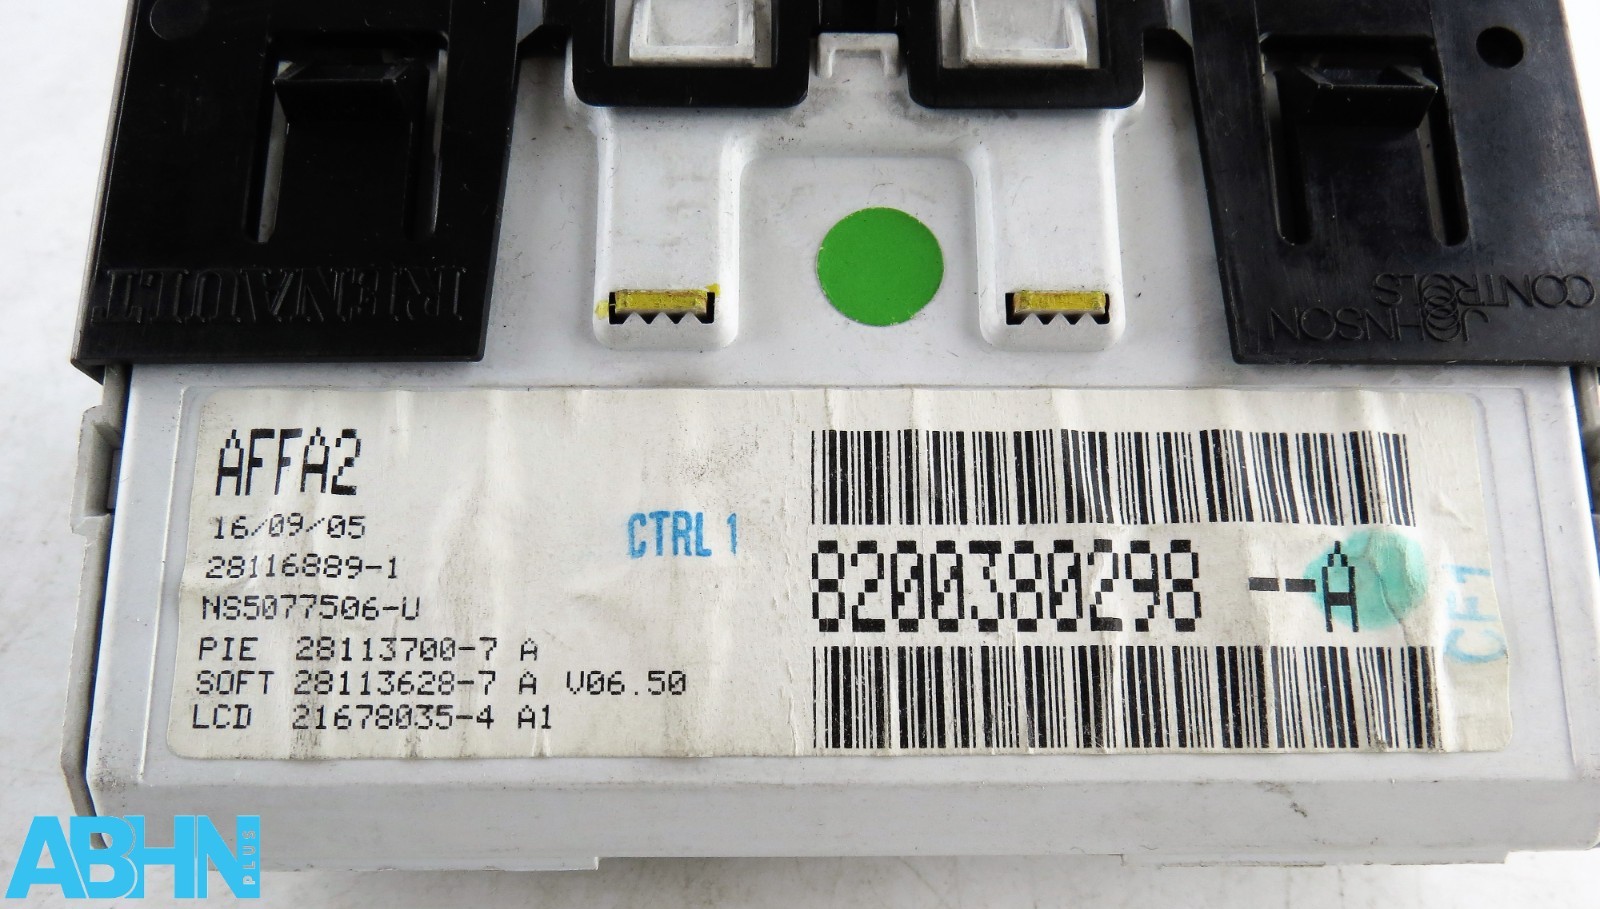 RENAULT
JOHNSON
CONTROLS
AFFA2
16/09/05
28116889-1
NS5077506-U
PIE 28113700-7 A
SOFT 28113628-7 A V06.50
LCD 21678035-4 A1
CTRL 1
8200380298 --A
CF1
ABHN PLUS